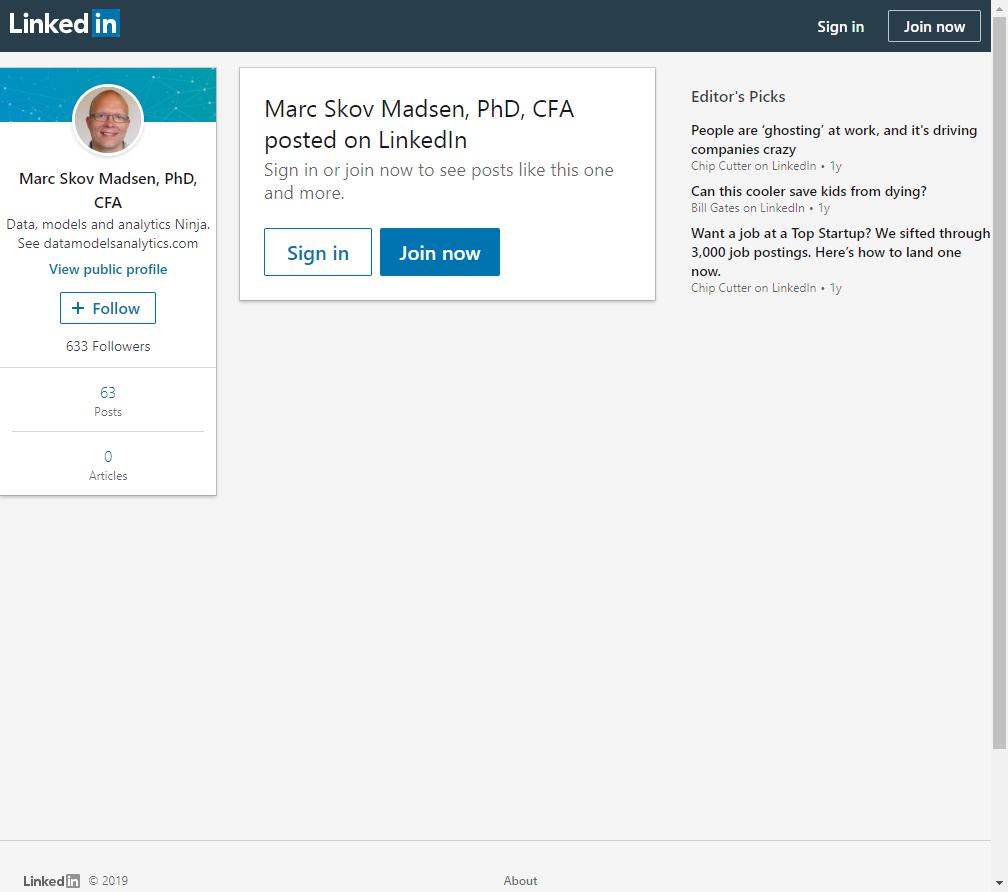 Linked in
Sign in
Join now
Marc Skov Madsen, PhD,
CFA
Data, models and analytics Ninja.
See datamodelsanalytics.com
View public profile
+ Follow
633 Followers
63
Posts
0
Articles
Marc Skov Madsen, PhD, CFA
posted on LinkedIn
Sign in or join now to see posts like this one
and more.
Sign in
Join now
Editor's Picks
People are ‘ghosting’ at work, and it's driving
companies crazy
Chip Cutter on LinkedIn • 1y
Can this cooler save kids from dying?
Bill Gates on LinkedIn • 1y
Want a job at a Top Startup? We sifted through
3,000 job postings. Here’s how to land one
now.
Chip Cutter on LinkedIn • 1y
Linked in © 2019
About